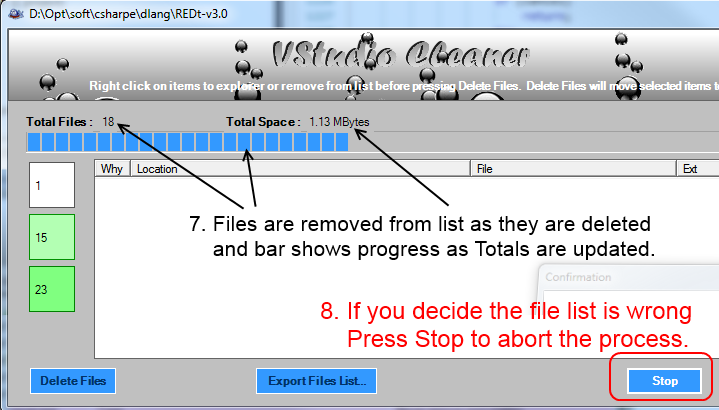 D:\Opt\soft\csharpe\dlang\REDt-v3.0
VStudio Cleaner
Right click on items to explorer or remove from list before pressing Delete Files. Delete Files will move selected items to
Total Files : 18 Total Space : 1.13 MBytes
1
15
23
Why Location File Ext
7. Files are removed from list as they are deleted
and bar shows progress as Totals are updated.
Confirmation
8. If you decide the file list is wrong
Press Stop to abort the process.
Delete Files Export Files List... Stop